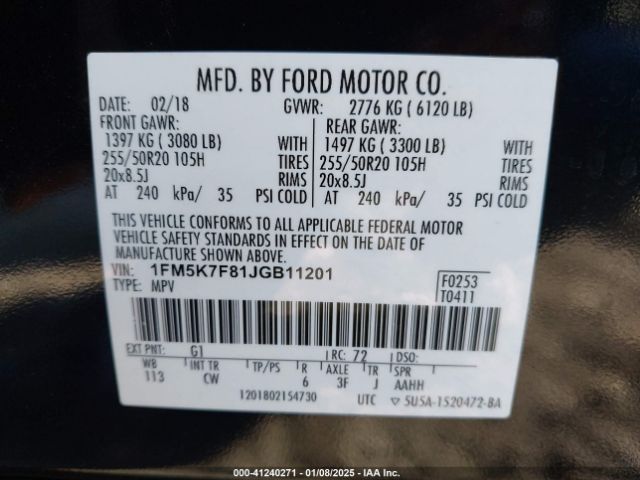 MFD. BY FORD MOTOR CO.
DATE: 02/18 GVWR: 2776 KG ( 6120 LB)
FRONT GAWR: REAR GAWR:
1397 KG ( 3080 LB) WITH 1497 KG ( 3300 LB) WITH
255/50R20 105H TIRES 255/50R20 105H TIRES
20x8.5J RIMS 20x8.5J RIMS
AT 240 kPa/ 35 PSI COLD AT 240 kPa/ 35 PSI COLD
THIS VEHICLE CONFORMS TO ALL APPLICABLE FEDERAL MOTOR
VEHICLE SAFETY STANDARDS IN EFFECT ON THE DATE OF
MANUFACTURE SHOWN ABOVE.
VIN: 1FM5K7F81JGB11201
TYPE: MPV
F0253
T0411
EXT PNT: G1 RC: 72 DSO:
WB INT TR TP/PS R AXLE TR SPR
113 CW 6 3F J AAHH
1201802154730 UTC ▽ 5U5A-1520472-BA
000-41240271 | 01/08/2025 | IAA Inc.